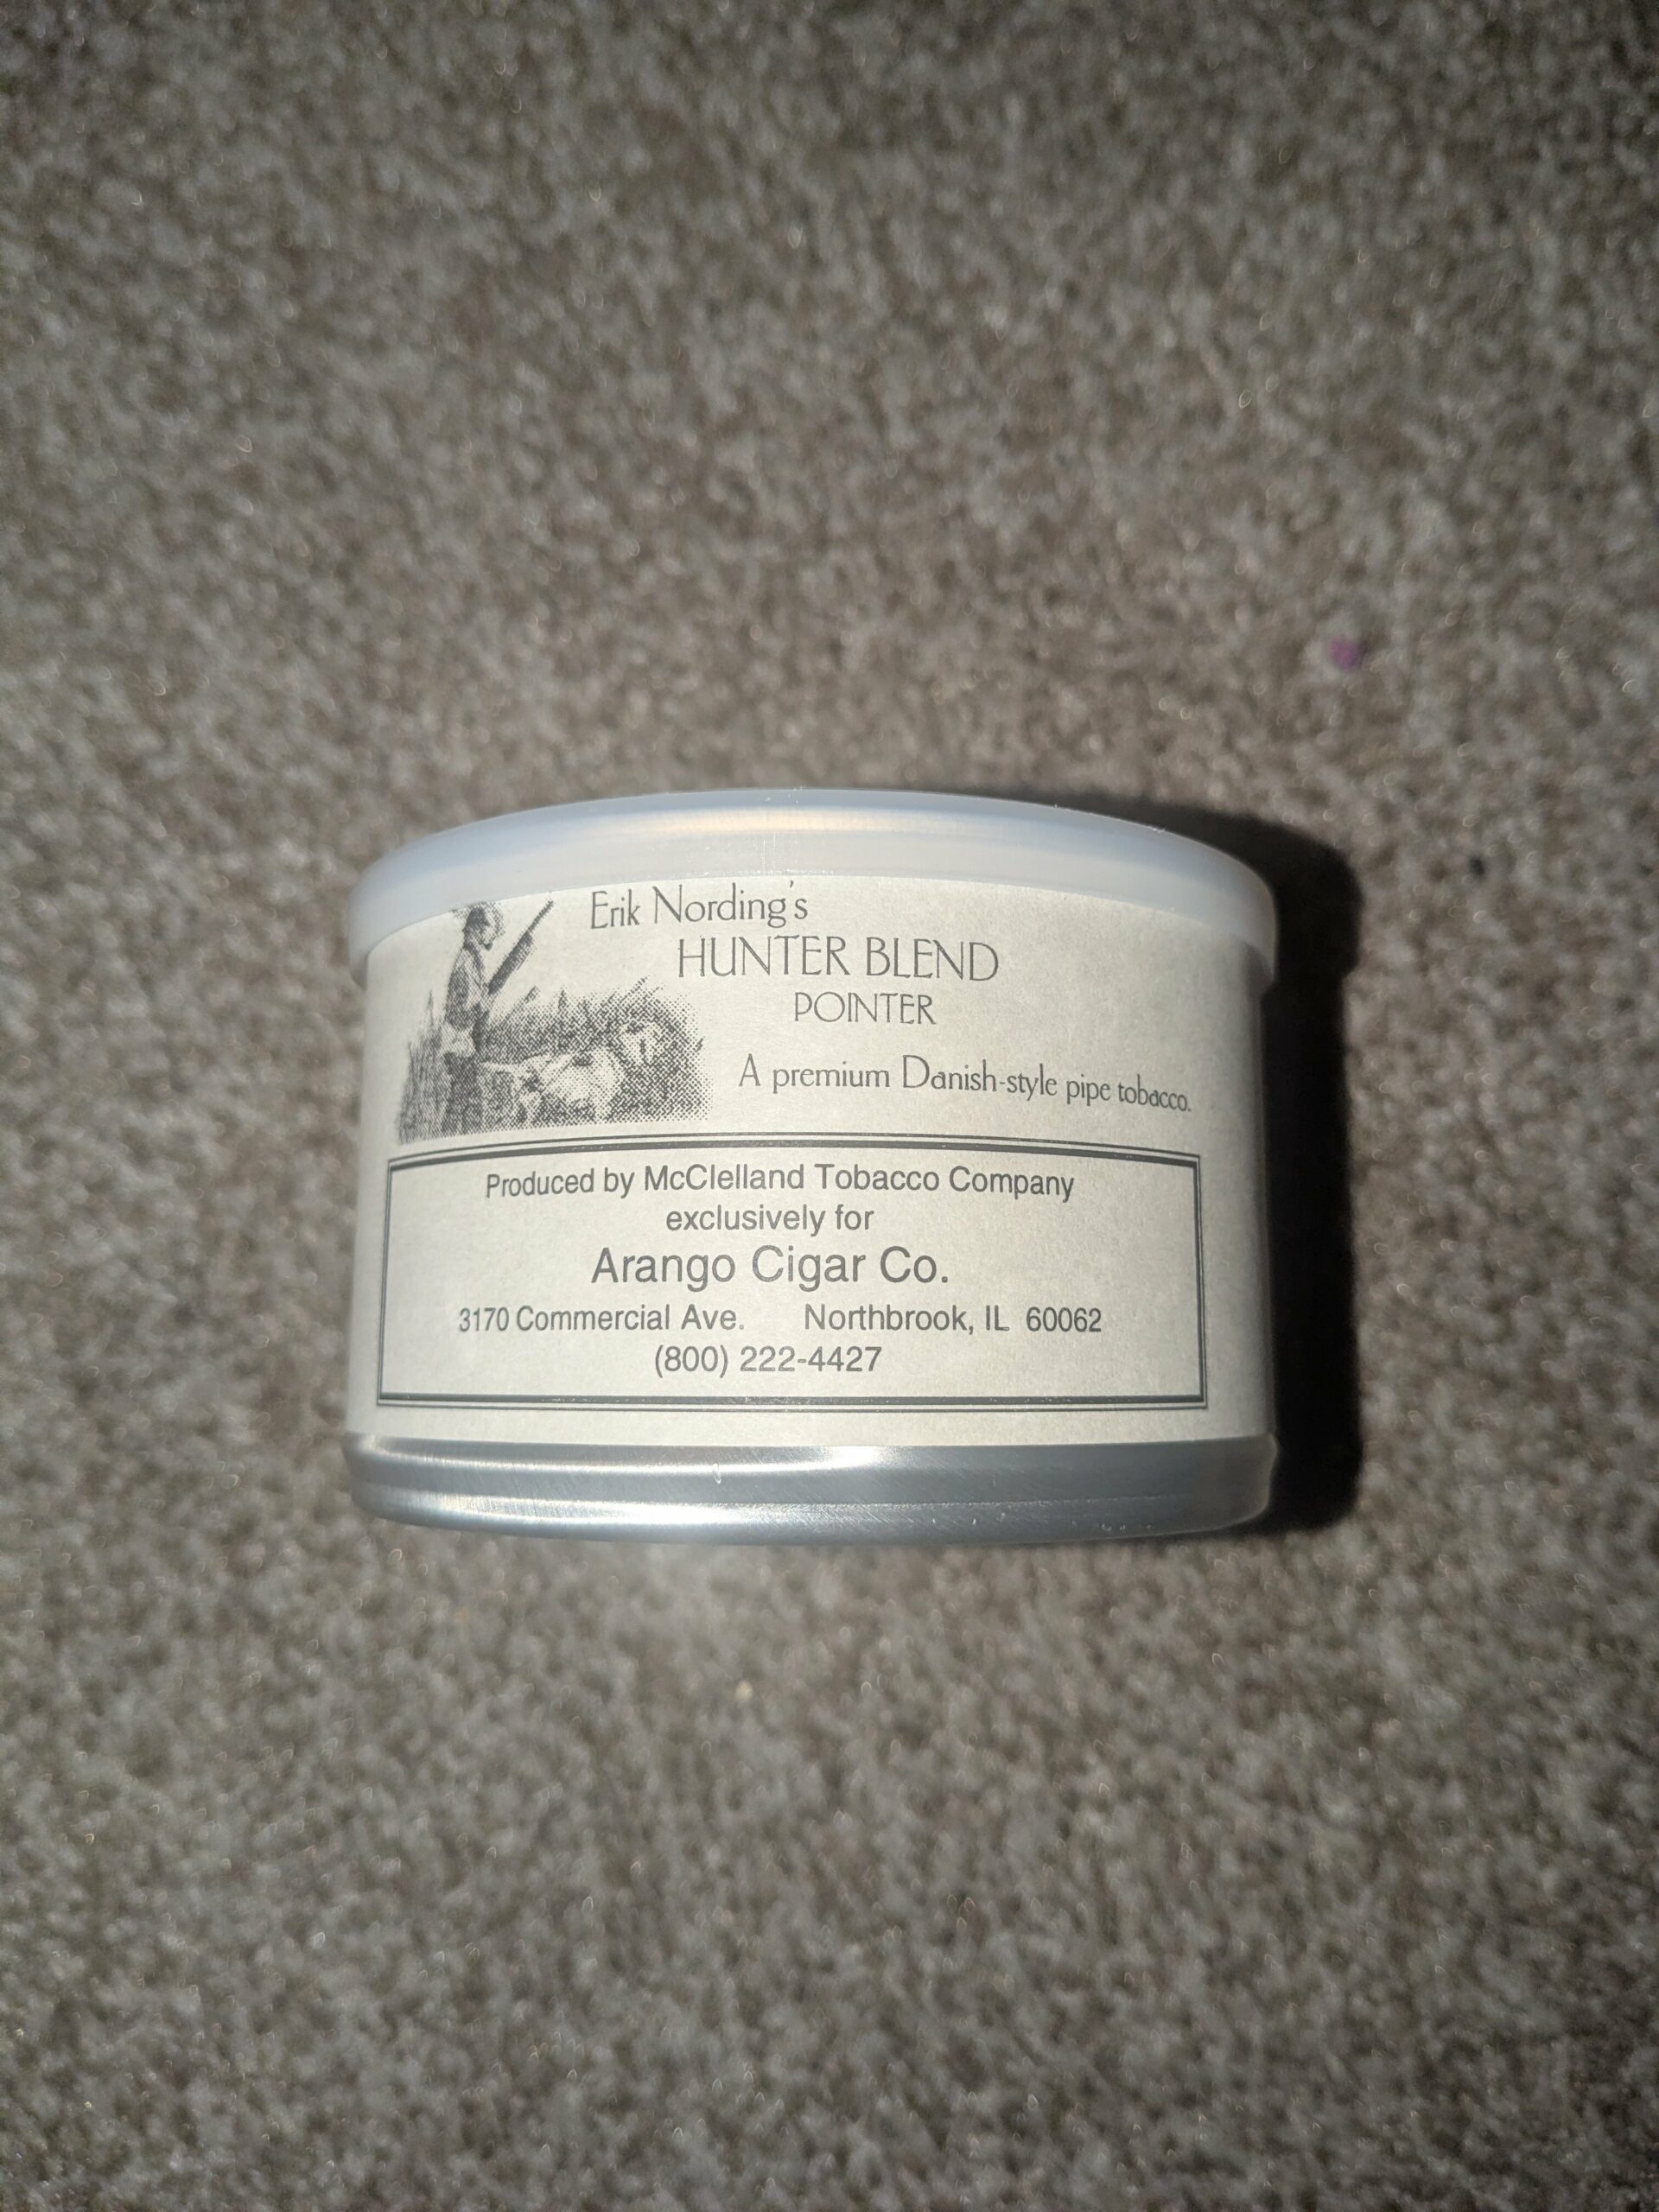 Erik Nording's
HUNTER BLEND
POINTER
A premium Danish-style pipe tobacco.
Produced by McClelland Tobacco Company
exclusively for
Arango Cigar Co.
3170 Commercial Ave. Northbrook, IL 60062
(800) 222-4427